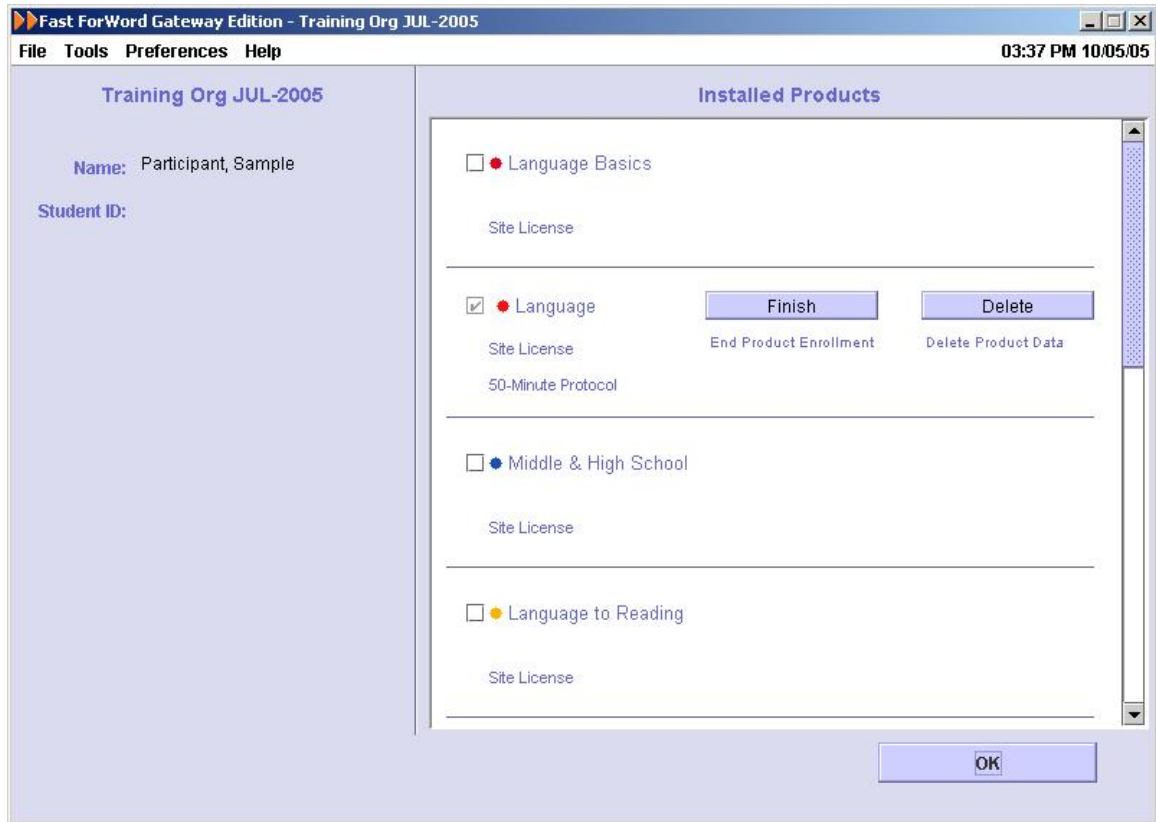 Fast ForWord Gateway Edition - Training Org JUL-2005
File Tools Preferences Help 03:37 PM 10/05/05
Training Org JUL-2005
Name: Participant, Sample
Student ID:
Installed Products
Language Basics
Site License
Language Finish Delete
Site License End Product Enrollment Delete Product Data
50-Minute Protocol
Middle & High School
Site License
Language to Reading
Site License
OK